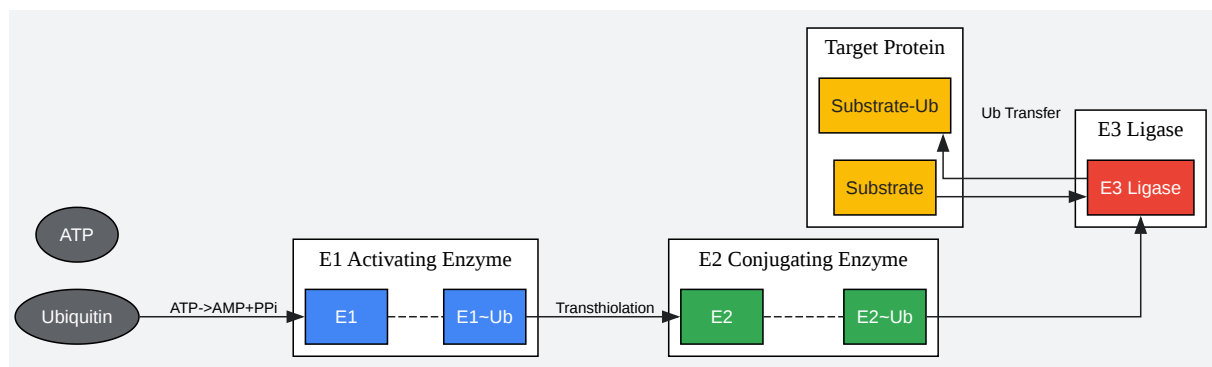 Target Protein
Substrate-Ub
Ub Transfer
E3 Ligase
Substrate
E3 Ligase
ATP
E1 Activating Enzyme
E2 Conjugating Enzyme
Ubiquitin
ATP->AMP+PPi
E1
E1~Ub
Transthiolation
E2
E2~Ub